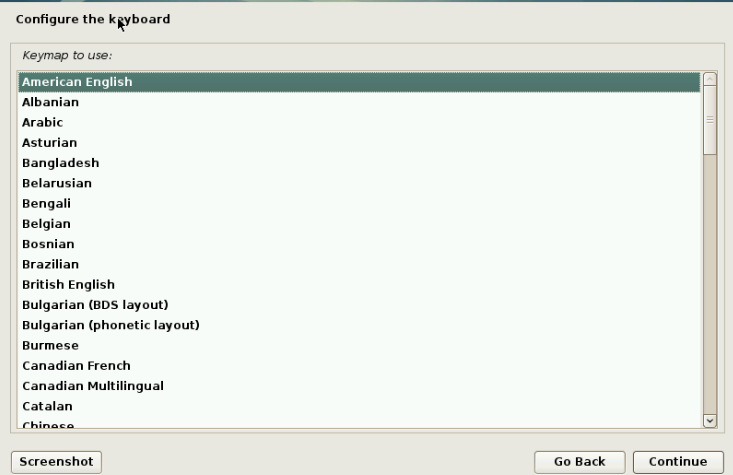 Configure the keyboard
Keymap to use:
American English
Albanian
Arabic
Asturian
Bangladesh
Belarusian
Bengali
Belgian
Bosnian
Brazilian
British English
Bulgarian (BDS layout)
Bulgarian (phonetic layout)
Burmese
Canadian French
Canadian Multilingual
Catalan
Chinese
Screenshot
Go Back
Continue